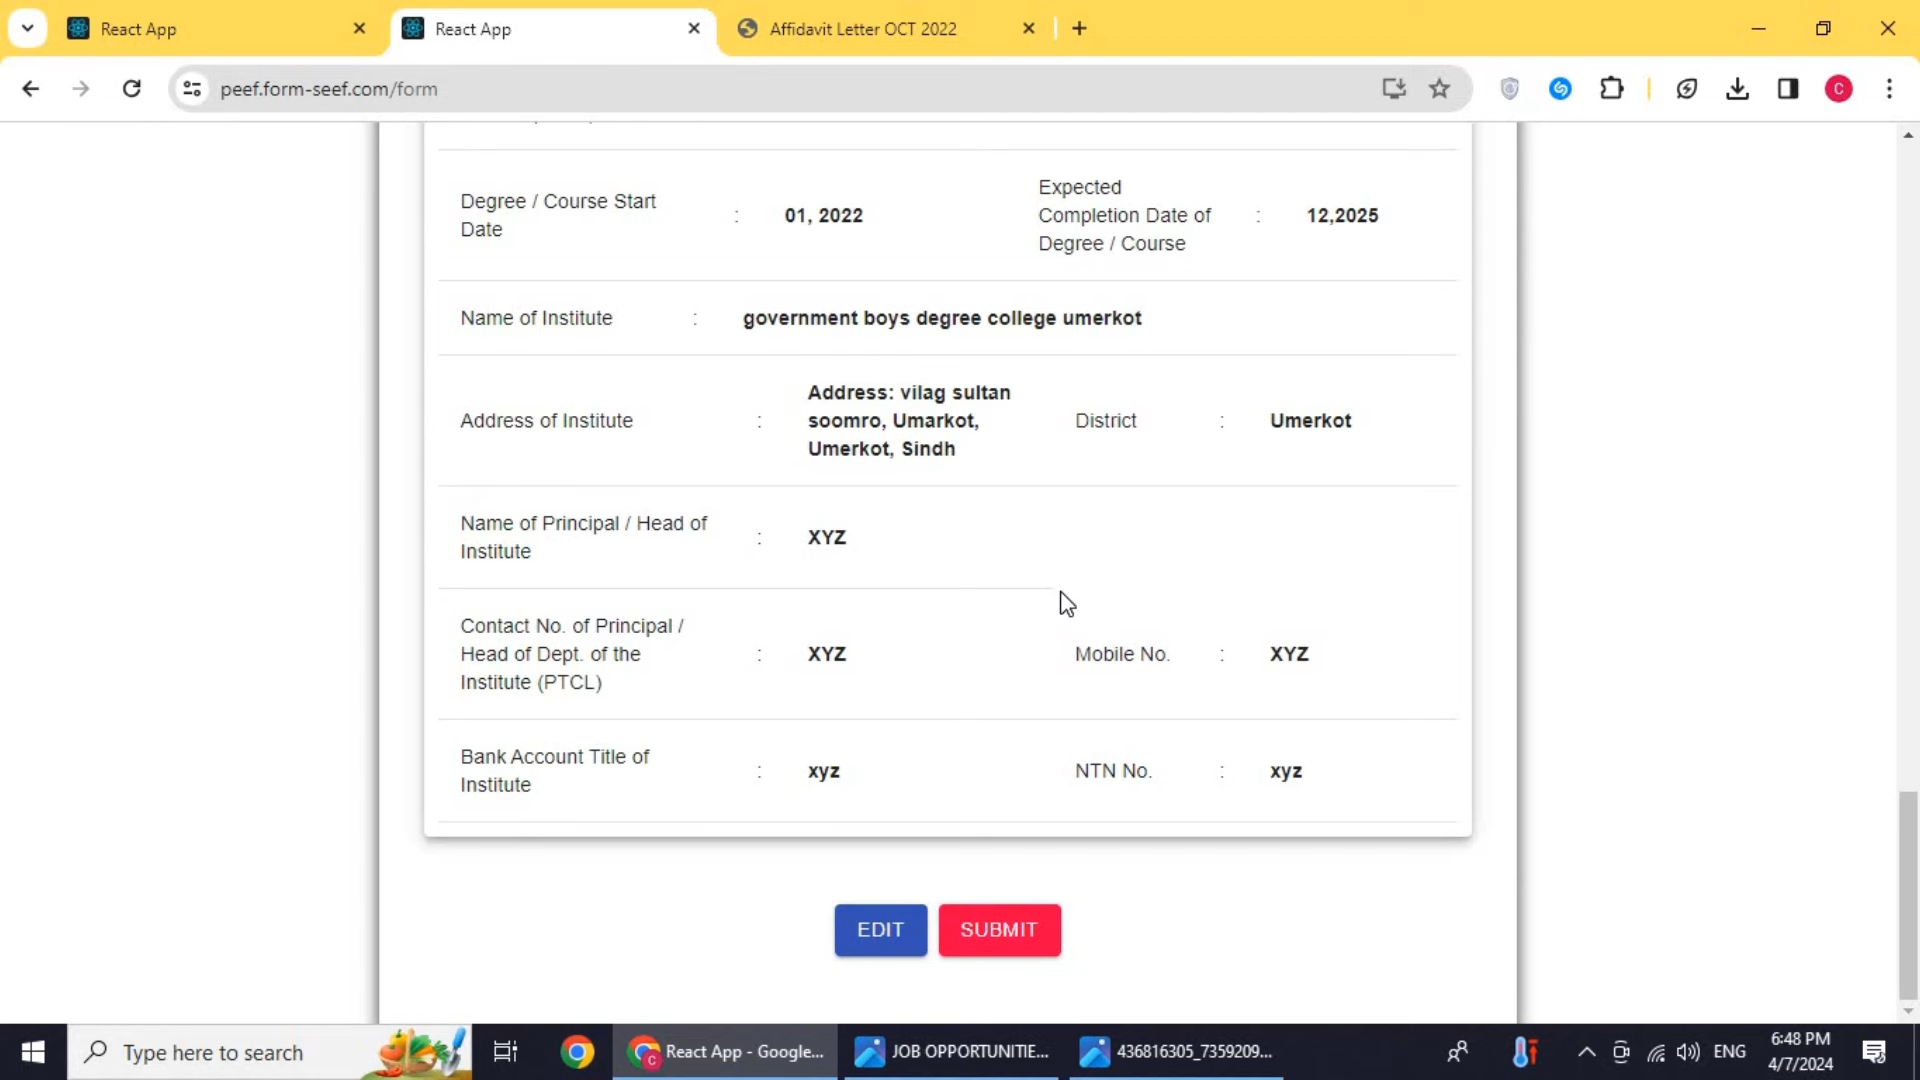 React App
React App
Affidavit Letter OCT 2022
peef.form-seef.com/form
C
Degree / Course Start
Date
:
01, 2022
Expected
Completion Date of
Degree / Course
:
12,2025
Name of Institute
:
government boys degree college umerkot
Address of Institute
:
Address: vilag sultan
soomro, Umarkot,
Umerkot, Sindh
District
:
Umerkot
Name of Principal / Head of
Institute
:
XYZ
Contact No. of Principal /
Head of Dept. of the
Institute (PTCL)
:
XYZ
Mobile No.
:
XYZ
Bank Account Title of
Institute
:
xyz
NTN No.
:
xyz
EDIT
SUBMIT
Type here to search
C
React App - Google...
JOB OPPORTUNITIE...
436816305_7359209...
ENG
6:48 PM
4/7/2024